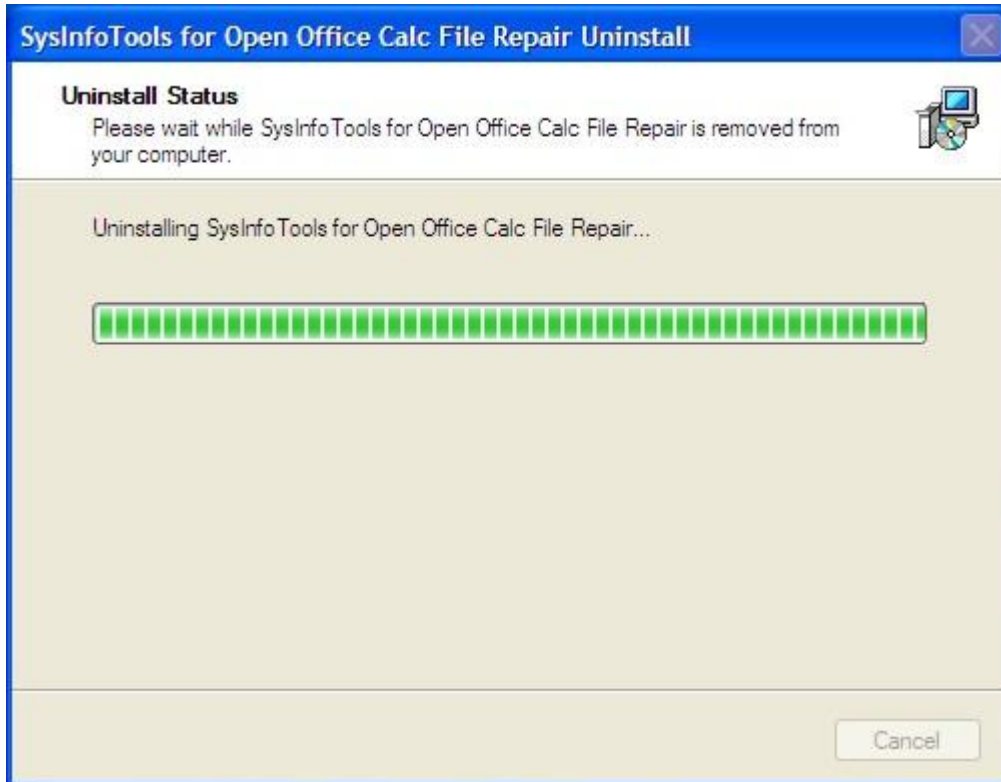 SysInfoTools for Open Office Calc File Repair Uninstall
Uninstall Status
Please wait while SysInfoTools for Open Office Calc File Repair is removed from
your computer.
Uninstalling SysInfoTools for Open Office Calc File Repair...
Cancel